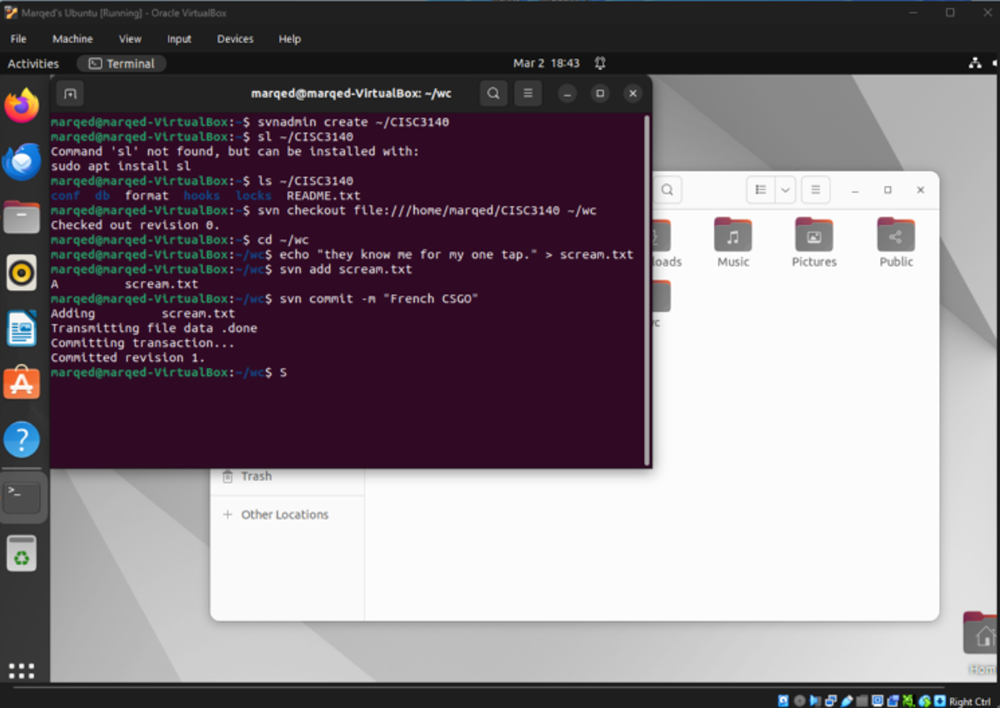 Marqed's Ubuntu [Running] - Oracle VirtualBox
File Machine View Input Devices Help
Activities Terminal Mar 2 18:43
marqed@marqed-VirtualBox: ~/wc
marqed@marqed-VirtualBox:~$ svnadmin create ~/CISC3140
marqed@marqed-VirtualBox:~$ sl ~/CISC3140
Command 'sl' not found, but can be installed with:
sudo apt install sl
marqed@marqed-VirtualBox:~$ ls ~/CISC3140
conf db format hooks locks README.txt
marqed@marqed-VirtualBox:~$ svn checkout file:///home/marqed/CISC3140 ~/wc
Checked out revision 0.
marqed@marqed-VirtualBox:~$ cd ~/wc
marqed@marqed-VirtualBox:~/wc$ echo "they know me for my one tap." > scream.txt
marqed@marqed-VirtualBox:~/wc$ svn add scream.txt
A scream.txt
marqed@marqed-VirtualBox:~/wc$ svn commit -m "French CSGO"
Adding scream.txt
Transmitting file data .done
Committing transaction...
Committed revision 1.
marqed@marqed-VirtualBox:~/wc$ S
loads Music Pictures Public
Trash
Other Locations
Hom
Right Ctrl